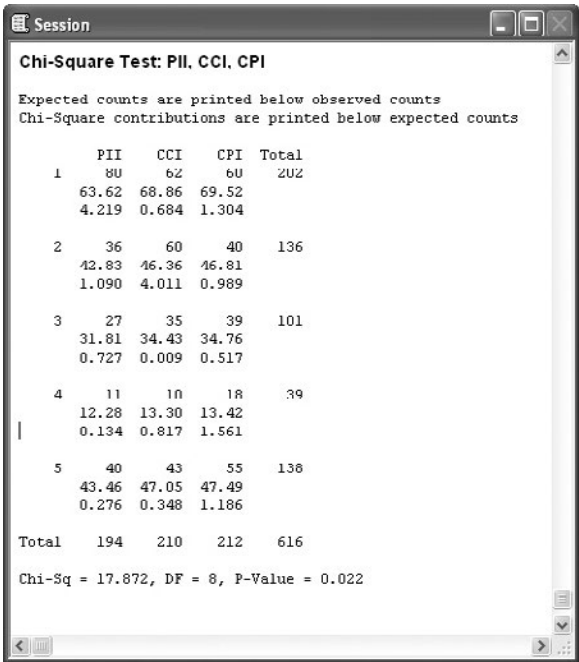 Session
Chi-Square Test: PII, CCI, CPI
Expected counts are printed below observed counts
Chi-Square contributions are printed below expected counts
PII CCI CPI Total
1 80 62 60 202
63.62 68.86 69.52
4.219 0.684 1.304
2 36 60 40 136
42.83 46.36 46.81
1.090 4.011 0.989
3 27 35 39 101
31.81 34.43 34.76
0.727 0.009 0.517
4 11 10 18 39
12.28 13.30 13.42
0.134 0.817 1.561
5 40 43 55 138
43.46 47.05 47.49
0.276 0.348 1.186
Total 194 210 212 616
Chi-Sq = 17.872, DF = 8, P-Value = 0.022